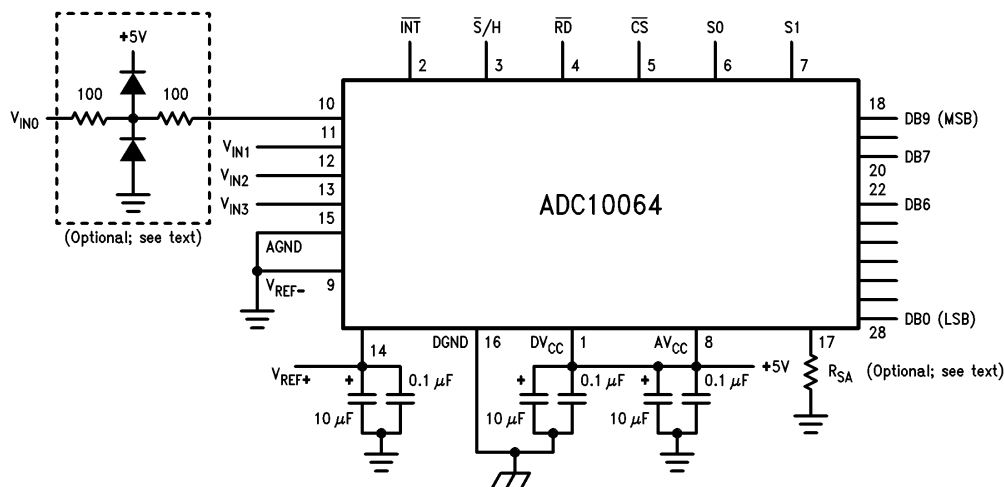 INT S̅/H RD CS S0 S1
+5V
2 3 4 5 6 7
100 100
10
18
V_IN0
DB9 (MSB)
11
V_IN1
DB7
12
20
V_IN2
13
22
V_IN3
ADC10064
DB6
15
(Optional; see text)
AGND
V_REF-
9
DB0 (LSB)
28
14 DGND 16 DV_CC 1 AV_CC 8 17
V_REF+ + 0.1 μF + 0.1 μF + 0.1 μF +5V R_SA (Optional; see text)
10 μF 10 μF 10 μF